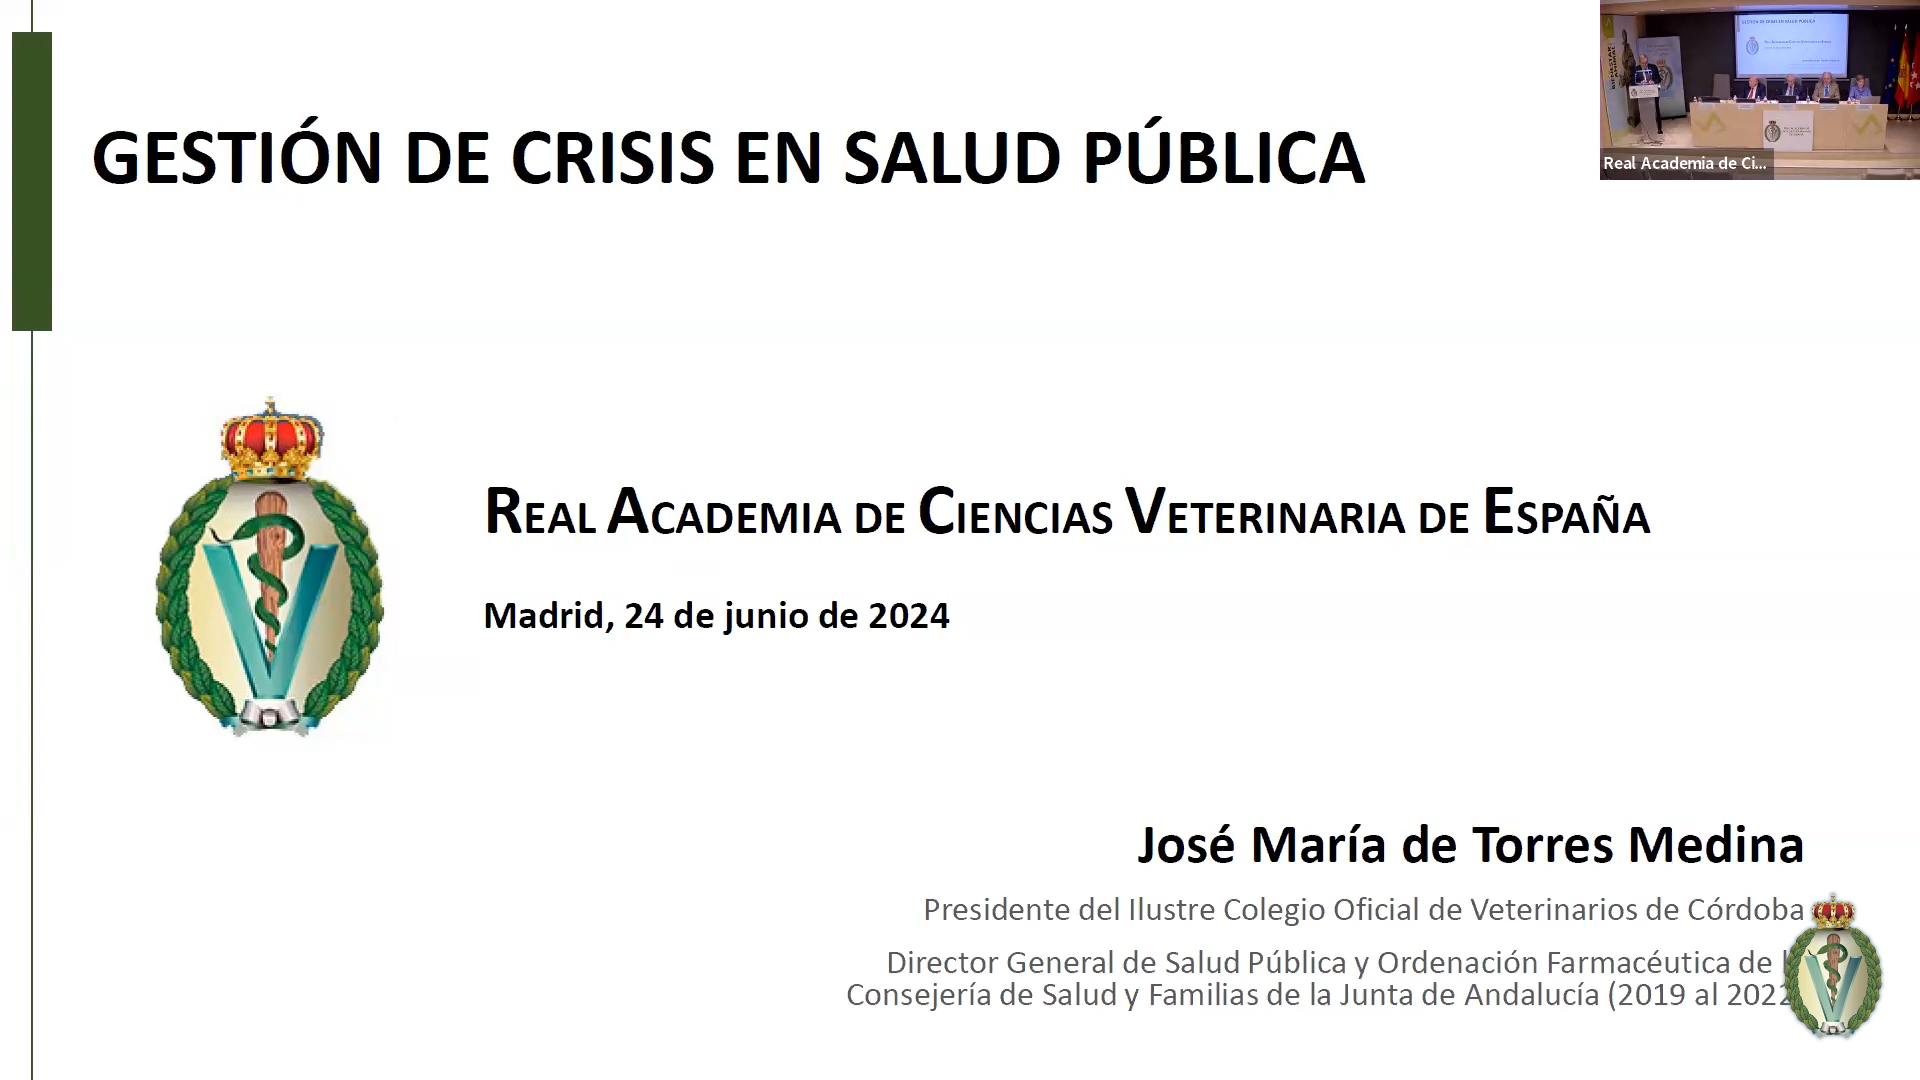 GESTIÓN DE CRISIS EN SALUD PÚBLICA
Real Academia de Ci...
REAL ACADEMIA DE CIENCIAS VETERINARIA DE ESPAÑA
Madrid, 24 de junio de 2024
José María de Torres Medina
Presidente del Ilustre Colegio Oficial de Veterinarios de Córdoba
Director General de Salud Pública y Ordenación Farmacéutica de
Consejería de Salud y Familias de la Junta de Andalucía (2019 al 2022